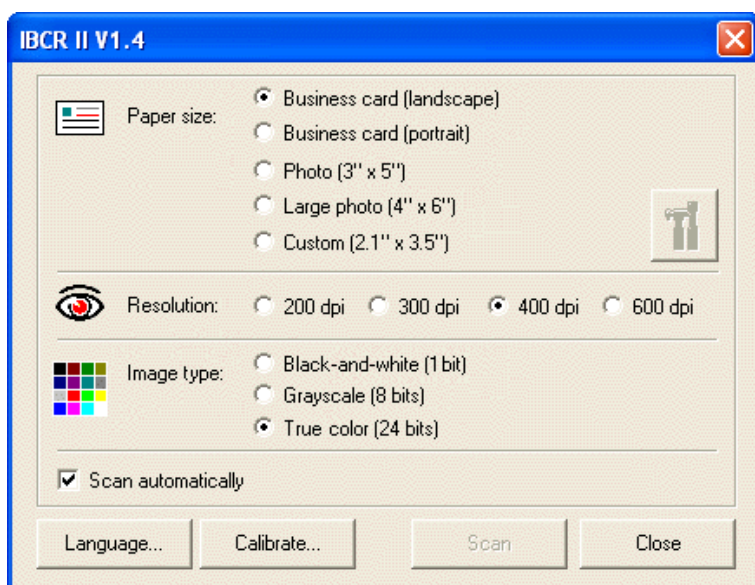 IBCR II V1.4
Paper size:
Business card (landscape)
Business card (portrait)
Photo (3" x 5")
Large photo (4" x 6")
Custom (2.1" x 3.5")
Resolution: 200 dpi 300 dpi 400 dpi 600 dpi
Image type:
Black-and-white (1 bit)
Grayscale (8 bits)
True color (24 bits)
Scan automatically
Language... Calibrate... Scan Close